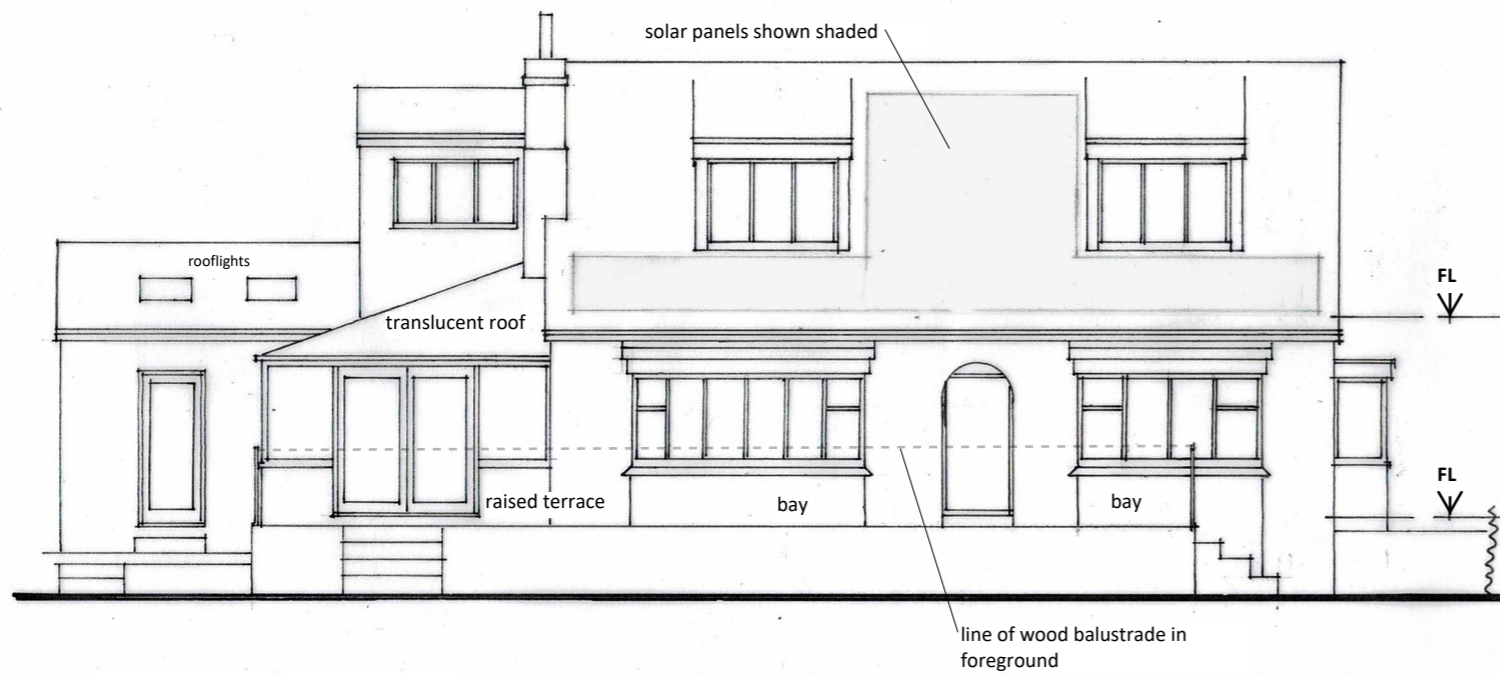 solar panels shown shaded
rooflights
FL
translucent roof
FL
raised terrace
bay
bay
line of wood balustrade in
foreground